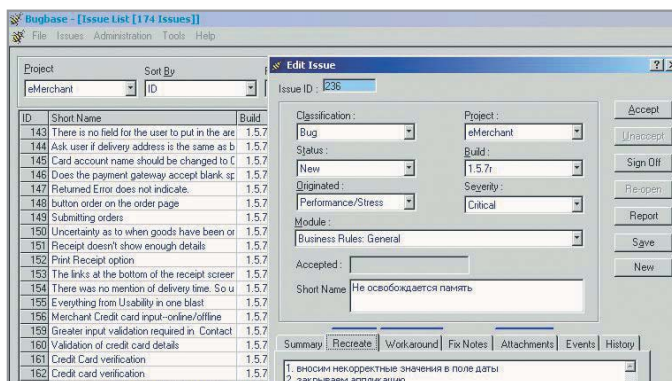 Bugbase - [Issue List [174 Issues]]
File Issues Administration Tools Help
Project
Sort By
eMerchant
ID
ID Short Name Build
143 There is no field for the user to put in the are 1.5.7
144 Ask user if delivery address is the same as b 1.5.7
145 Card account name should be changed to C 1.5.7
146 Does the payment gateway accept blank sp 1.5.7
147 Returned Error does not indicate. 1.5.7
148 button order on the order page 1.5.7
149 Submitting orders 1.5.7
150 Uncertainty as to when goods have been or 1.5.7
151 Receipt doesn't show enough details 1.5.7
152 Print Receipt option 1.5.7
153 The links at the bottom of the receipt screen 1.5.7
154 There was no mention of delivery time. So u 1.5.7
155 Everything from Usability in one blast 1.5.7
156 Merchant Credit card input--online/offline 1.5.7
159 Greater input validation required in Contact 1.5.7
160 Validation of credit card details 1.5.7
161 Credit Card verification 1.5.7
162 Credit card verification 1.5.7
Edit Issue
Issue ID : 236
Classification :
Bug
Project :
eMerchant
Status :
New
Build :
1.5.7r
Originated :
Performance/Stress
Severity :
Critical
Module :
Business Rules: General
Accepted :
Short Name Не освобождается память
Accept
Unaccept
Sign Off
Re-open
Report
Save
New
Summary Recreate Workaround Fix Notes Attachments Events History
1. вносим некорректные значения в поле даты
2. закрываем аппликацию